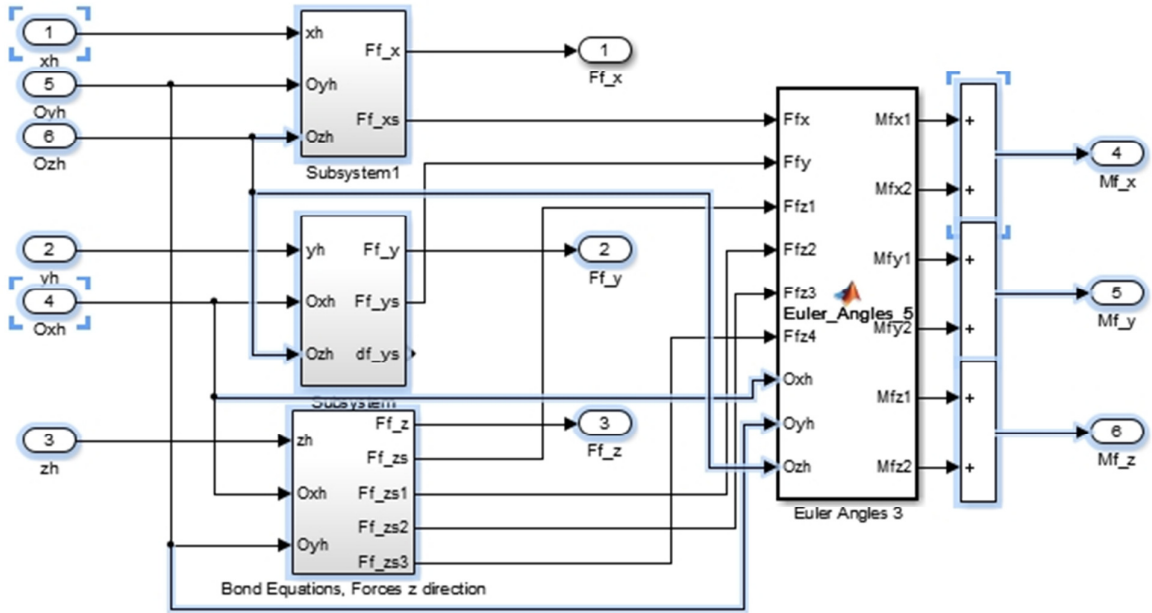 1
xh
5
Oyh
6
Ozh
2
yh
4
Oxh
3
zh
xh
Oyh
Ozh
Ff_x
Ff_xs
Subsystem1
yh
Oxh
Ozh
Ff_y
Ff_ys
df_ys
Subsystem
zh
Oxh
Oyh
Ff_z
Ff_zs
Ff_zs1
Ff_zs2
Ff_zs3
Bond Equations, Forces z direction
1
Ff_x
2
Ff_y
3
Ff_z
Ffx
Ffy
Ffz1
Ffz2
Ffz3
Ffz4
Oxh
Oyh
Ozh
Euler_Angles_5
Mfx1
Mfx2
Mfy1
Mfy2
Mfz1
Mfz2
Euler Angles 3
+
+
+
+
+
+
4
Mf_x
5
Mf_y
6
Mf_z